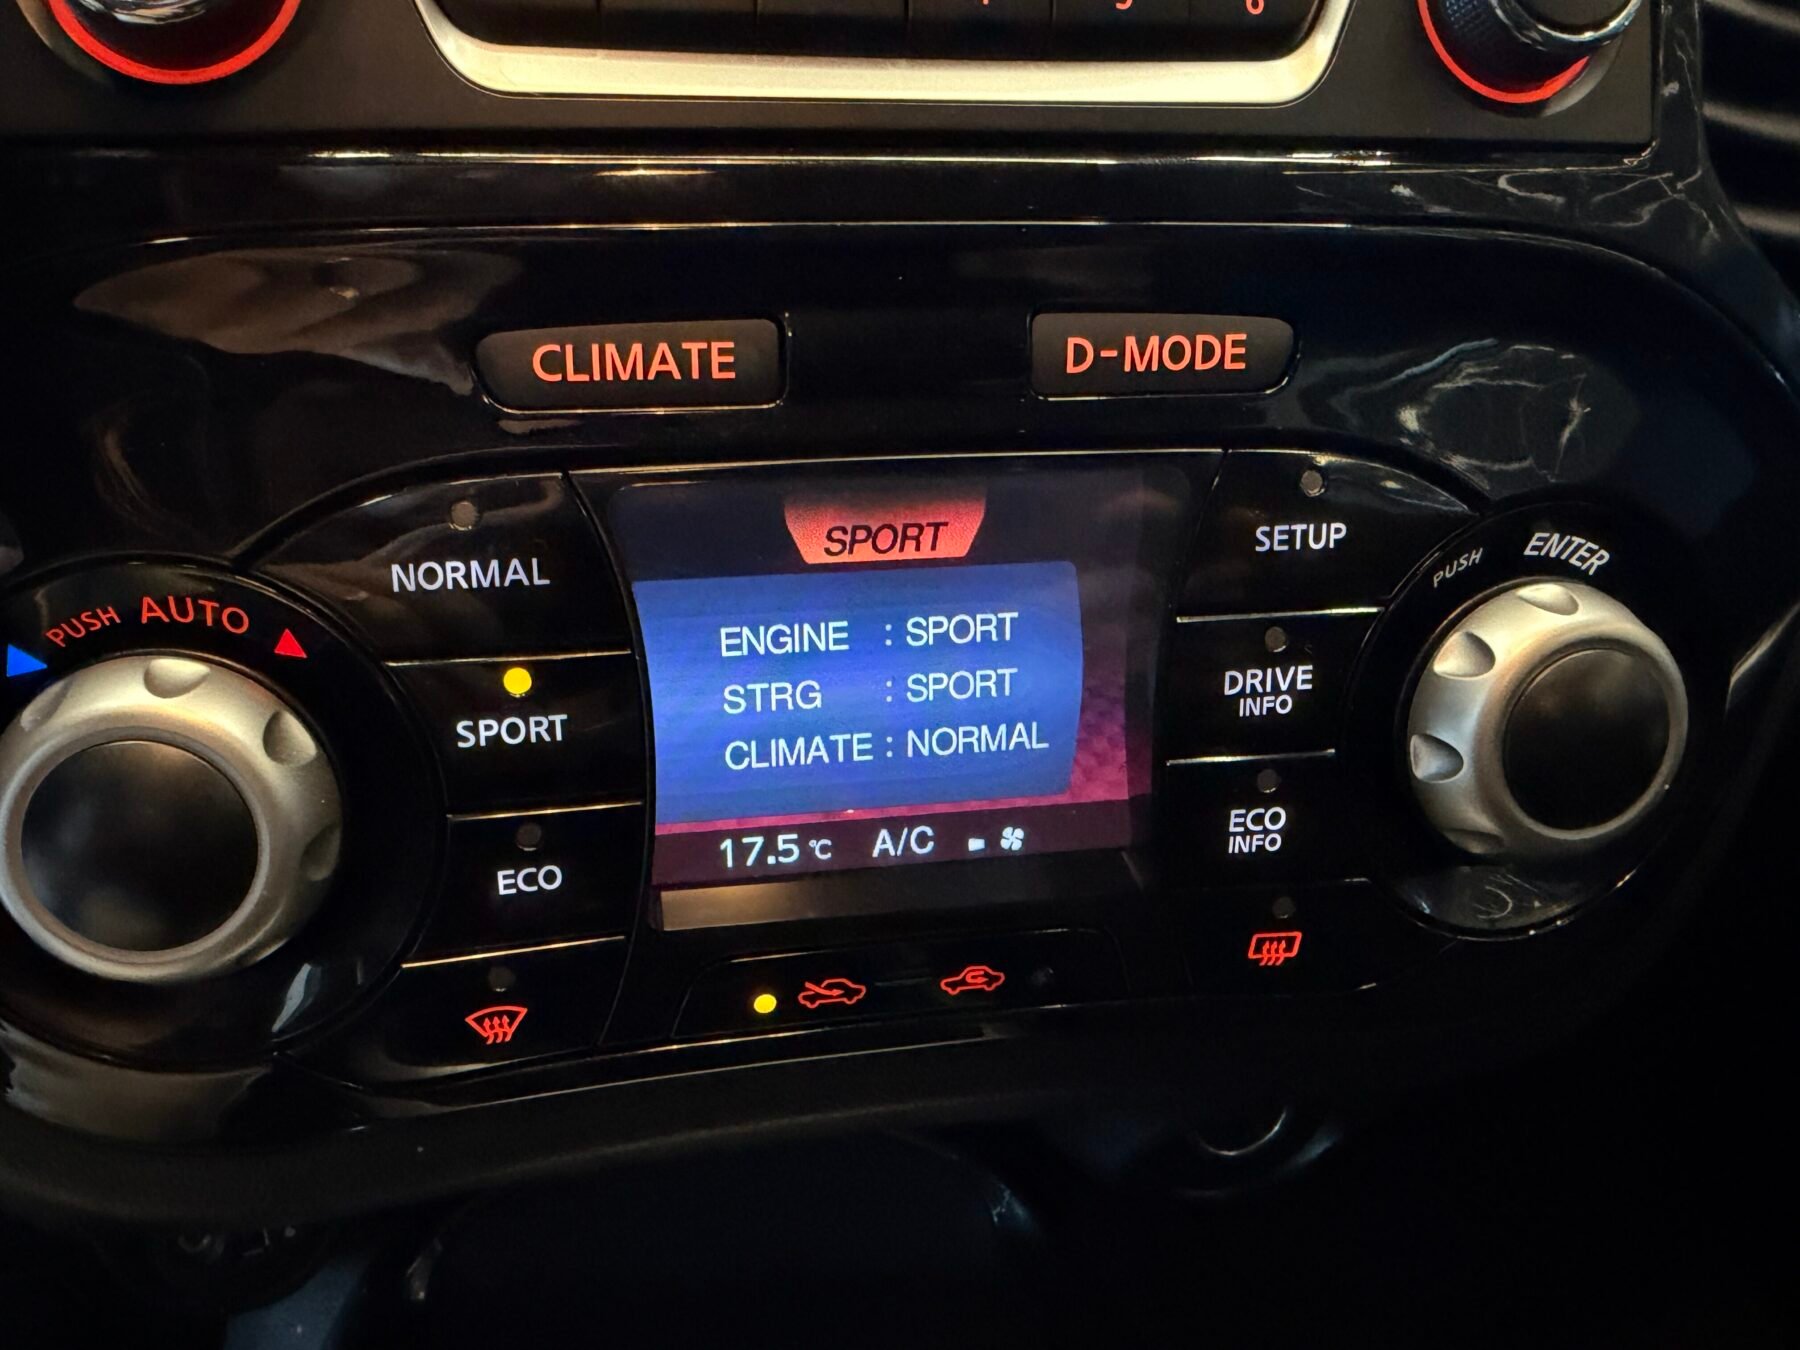 6
CLIMATE
D-MODE
NORMAL
SPORT
SETUP
PUSH ENTER
PUSH AUTO
ENGINE : SPORT
STRG : SPORT
CLIMATE : NORMAL
SPORT
DRIVE
INFO
ECO
ECO
INFO
17.5 °C A/C